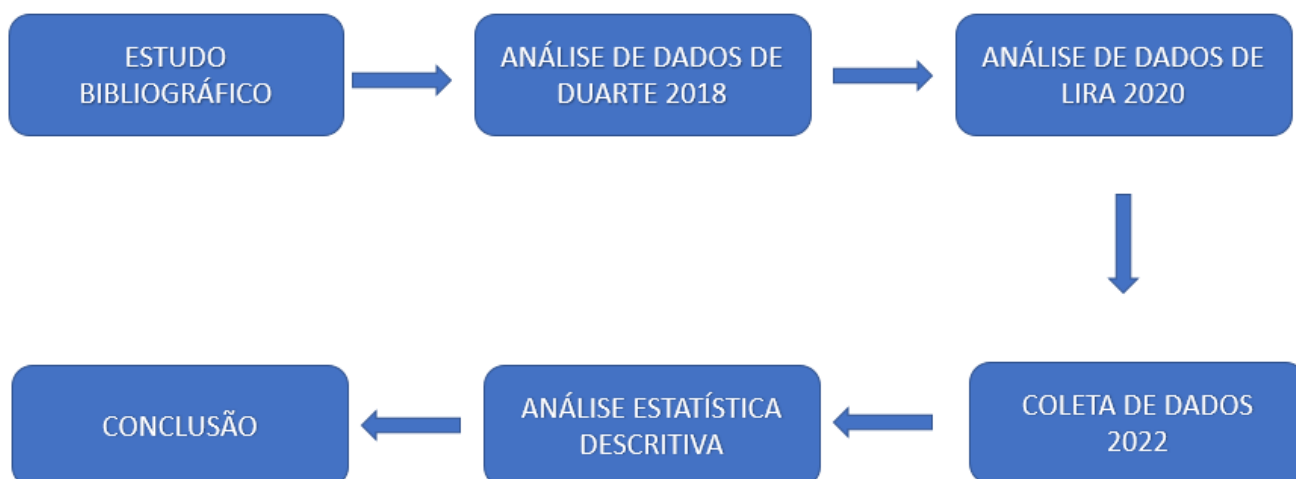 ESTUDO
BIBLIOGRÁFICO
ANÁLISE DE DADOS DE
DUARTE 2018
ANÁLISE DE DADOS DE
LIRA 2020
COLETA DE DADOS
2022
ANÁLISE ESTATÍSTICA
DESCRITIVA
CONCLUSÃO